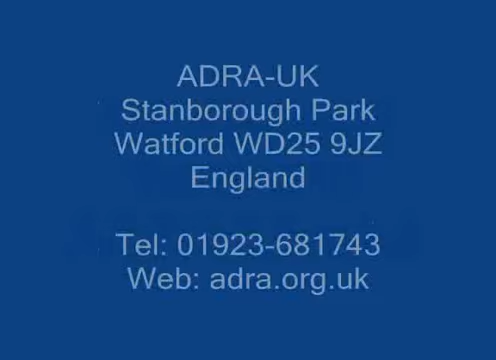 ADRA-UK
Stanborough Park
Watford WD25 9JZ
England
Tel: 01923-681743
Web: adra.org.uk